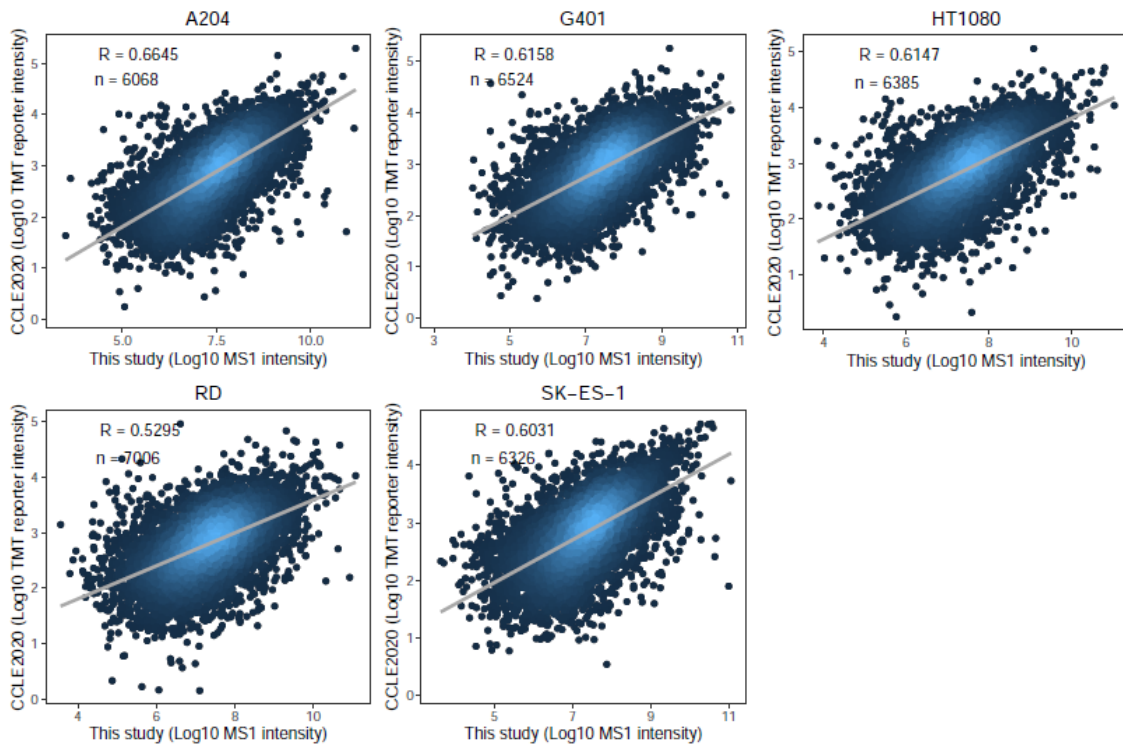 A204
G401
HT1080
R = 0.6645
n = 6068
R = 0.6158
n = 6524
R = 0.6147
n = 6385
CCLE2020 (Log10 TMT reporter intensity)
5
4
3
2
1
0
5.0 7.5 10.0
This study (Log10 MS1 intensity)
CCLE2020 (Log10 TMT reporter intensity)
5
4
3
2
1
0
3 5 7 9 11
This study (Log10 MS1 intensity)
CCLE2020 (Log10 TMT reporter intensity)
5
4
3
2
1
4 6 8 10
This study (Log10 MS1 intensity)
RD
SK−ES−1
R = 0.5295
n = 7006
R = 0.6031
n = 6326
CCLE2020 (Log10 TMT reporter intensity)
5
4
3
2
1
0
4 6 8 10
This study (Log10 MS1 intensity)
CCLE2020 (Log10 TMT reporter intensity)
4
3
2
1
0
5 7 9 11
This study (Log10 MS1 intensity)